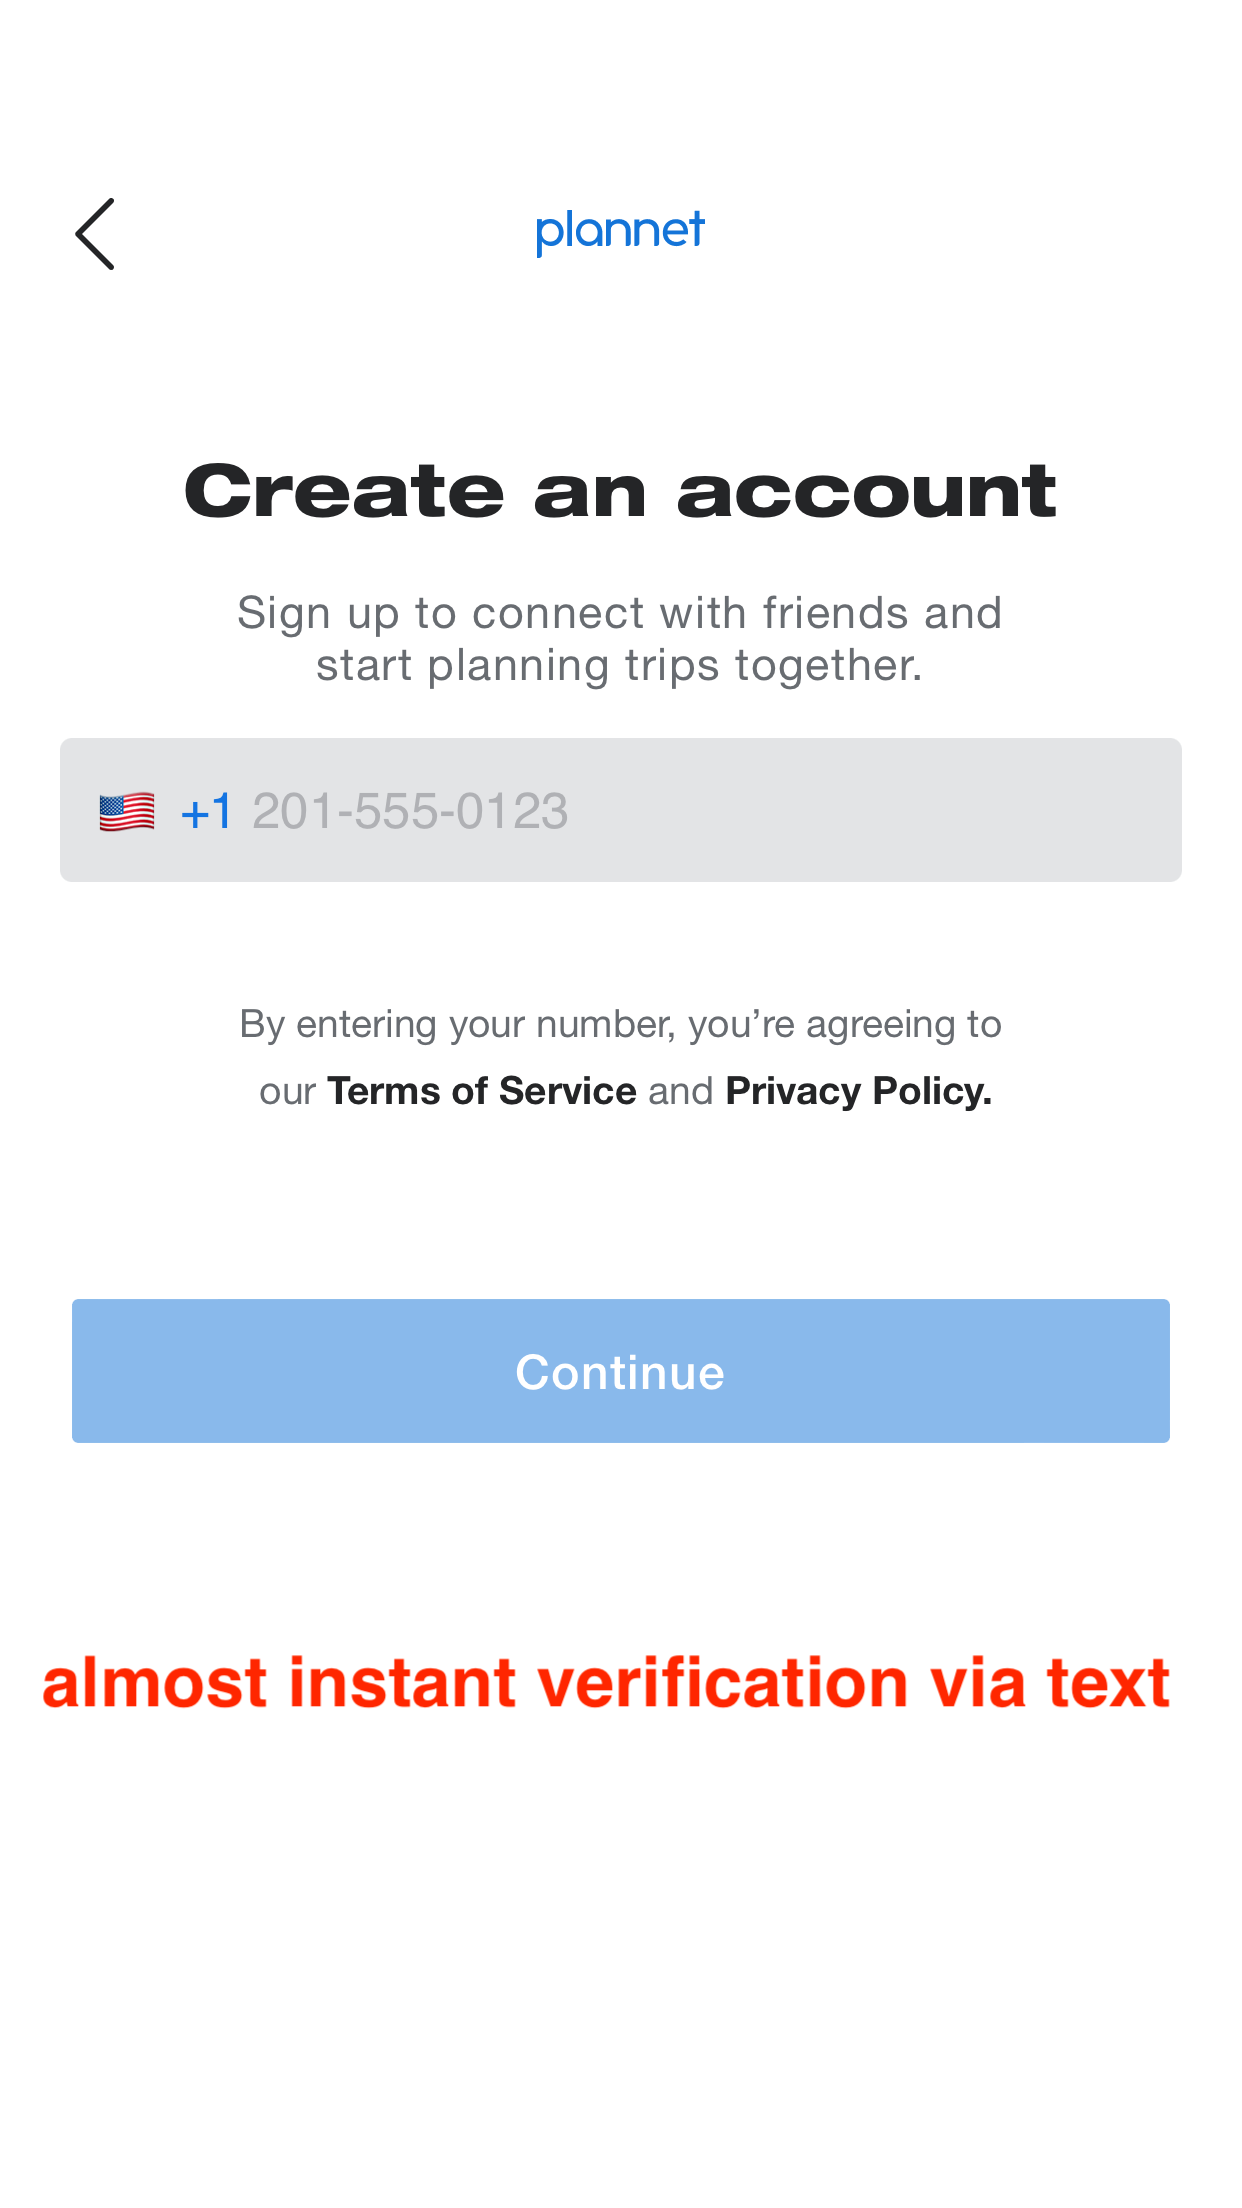 plannet
Create an account
Sign up to connect with friends and
start planning trips together.
+1 201-555-0123
By entering your number, you’re agreeing to
our Terms of Service and Privacy Policy.
Continue
almost instant verification via text